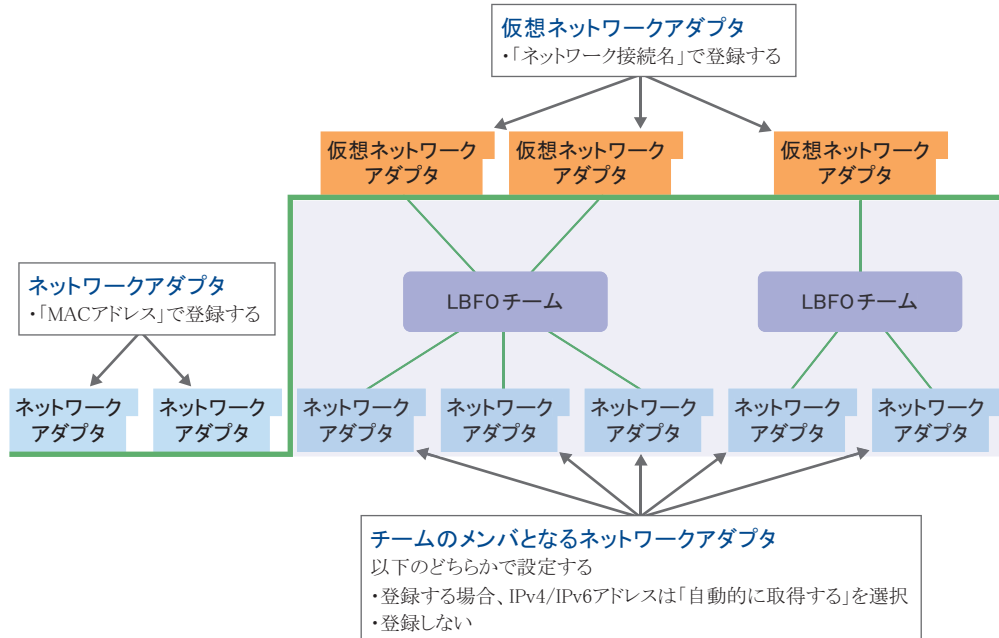 仮想ネットワークアダプタ
・「ネットワーク接続名」で登録する
仮想ネットワーク
アダプタ
仮想ネットワーク
アダプタ
仮想ネットワーク
アダプタ
ネットワークアダプタ
・「MACアドレス」で登録する
LBFOチーム
LBFOチーム
ネットワーク
アダプタ
ネットワーク
アダプタ
ネットワーク
アダプタ
ネットワーク
アダプタ
ネットワーク
アダプタ
ネットワーク
アダプタ
ネットワーク
アダプタ
チームのメンバとなるネットワークアダプタ
以下のどちらかで設定する
・登録する場合、IPv4/IPv6アドレスは「自動的に取得する」を選択
・登録しない